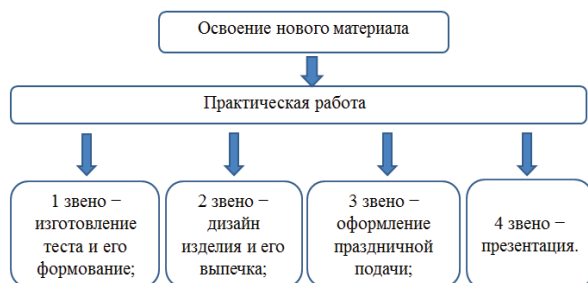 Освоение нового материала
Практическая работа
1 звено −
изготовление
теста и его
формование;
2 звено −
дизайн
изделия и его
выпечка;
3 звено −
оформление
праздничной
подачи;
4 звено −
презентация.